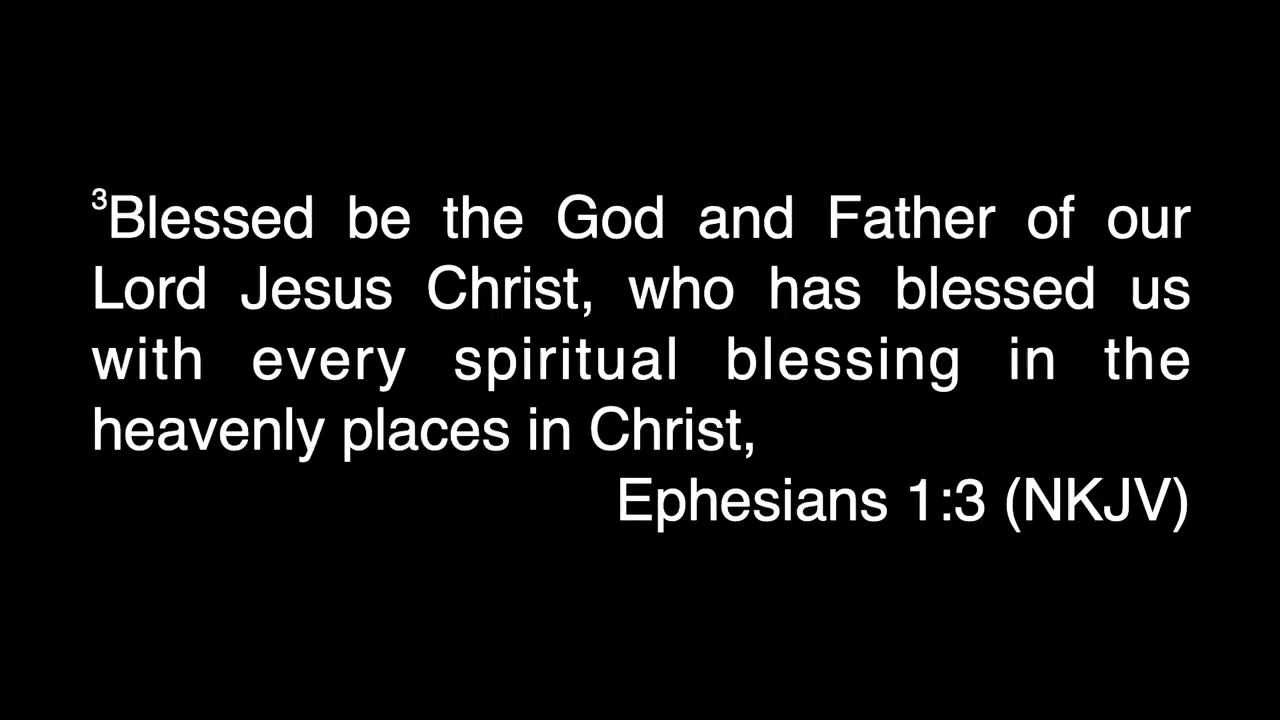 ³Blessed be the God and Father of our
Lord Jesus Christ, who has blessed us
with every spiritual blessing in the
heavenly places in Christ,
Ephesians 1:3 (NKJV)